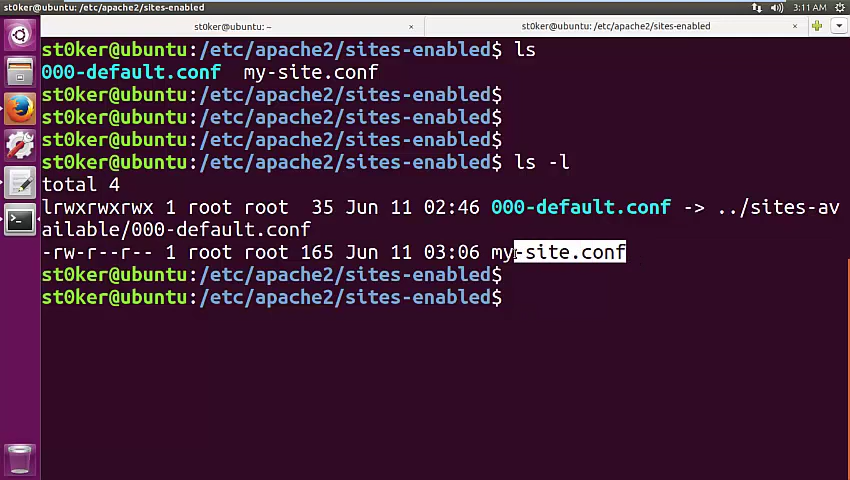 st0ker@ubuntu: /etc/apache2/sites-enabled
3:11 AM
st0ker@ubuntu: ~ × st0ker@ubuntu: /etc/apache2/sites-enabled ×
st0ker@ubuntu:/etc/apache2/sites-enabled$ ls
000-default.conf  my-site.conf
st0ker@ubuntu:/etc/apache2/sites-enabled$
st0ker@ubuntu:/etc/apache2/sites-enabled$
st0ker@ubuntu:/etc/apache2/sites-enabled$
st0ker@ubuntu:/etc/apache2/sites-enabled$ ls -l
total 4
lrwxrwxrwx 1 root root  35 Jun 11 02:46 000-default.conf -> ../sites-av
ailable/000-default.conf
-rw-r--r-- 1 root root 165 Jun 11 03:06 my-site.conf
st0ker@ubuntu:/etc/apache2/sites-enabled$
st0ker@ubuntu:/etc/apache2/sites-enabled$